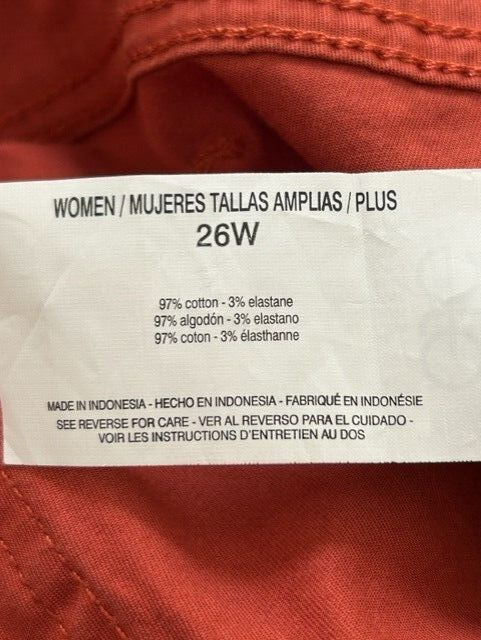 WOMEN / MUJERES TALLAS AMPLIAS / PLUS
26W
97% cotton - 3% elastane
97% algodón - 3% elastano
97% coton - 3% élasthanne
MADE IN INDONESIA - HECHO EN INDONESIA - FABRIQUÉ EN INDONÉSIE
SEE REVERSE FOR CARE - VER AL REVERSO PARA EL CUIDADO -
VOIR LES INSTRUCTIONS D'ENTRETIEN AU DOS